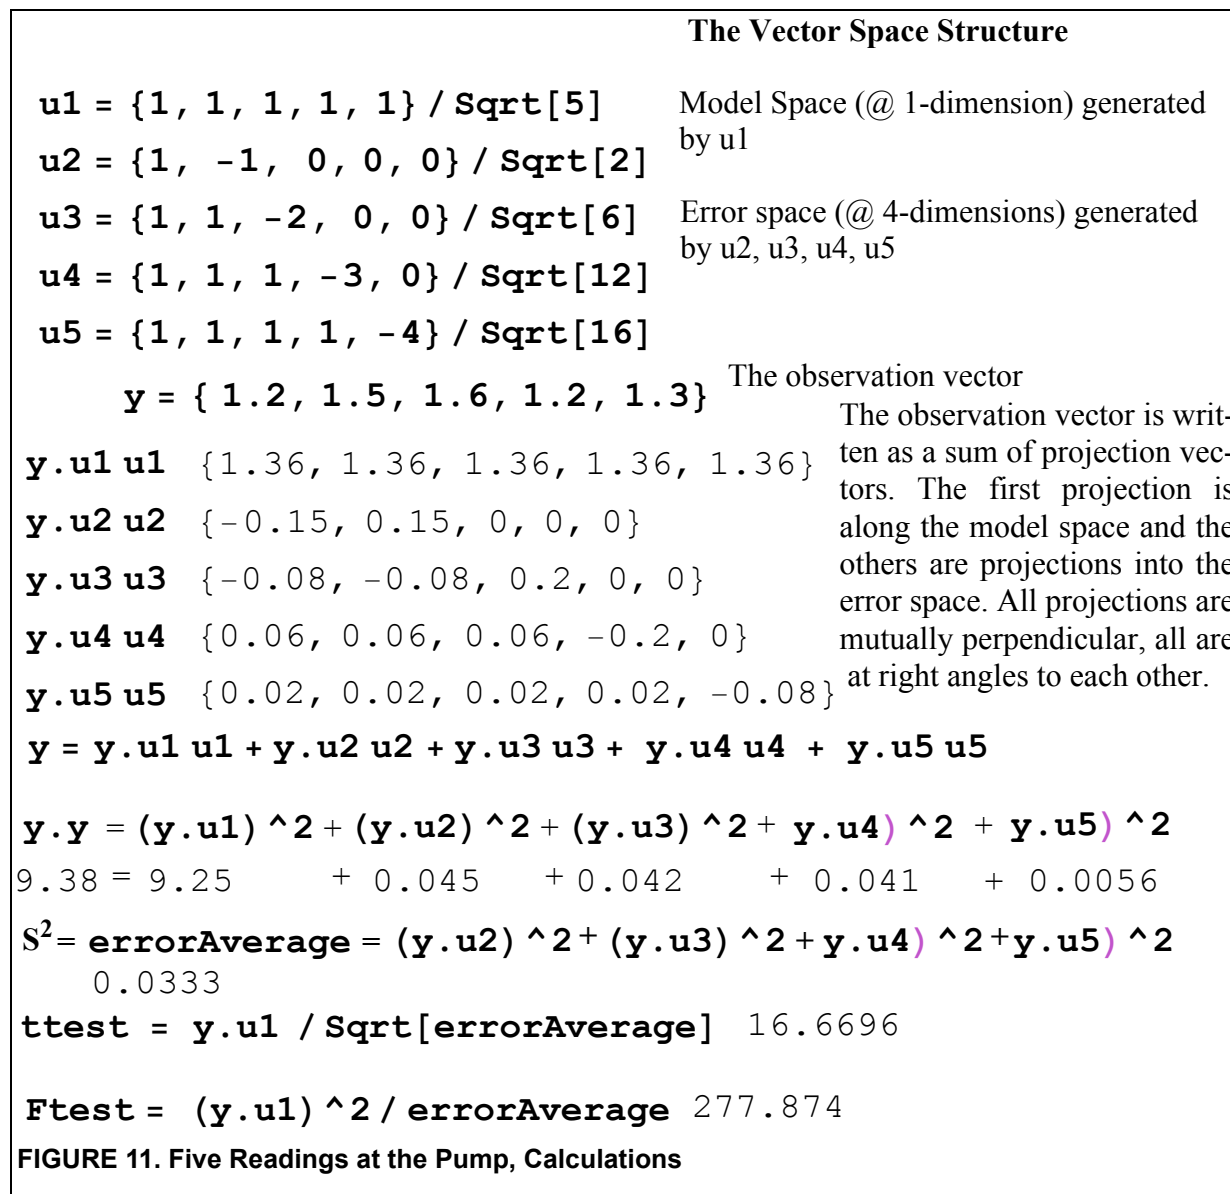 The Vector Space Structure
u1 = {1, 1, 1, 1, 1} / Sqrt[5]
Model Space (@ 1-dimension) generated
by u1
u2 = {1, -1, 0, 0, 0} / Sqrt[2]
u3 = {1, 1, -2, 0, 0} / Sqrt[6]
Error space (@ 4-dimensions) generated
by u2, u3, u4, u5
u4 = {1, 1, 1, -3, 0} / Sqrt[12]
u5 = {1, 1, 1, 1, -4} / Sqrt[16]
y = { 1.2, 1.5, 1.6, 1.2, 1.3}
The observation vector
The observation vector is writ-
ten as a sum of projection vec-
tors. The first projection is
along the model space and the
others are projections into the
error space. All projections are
mutually perpendicular, all are
at right angles to each other.
y.u1 u1 {1.36, 1.36, 1.36, 1.36, 1.36}
y.u2 u2 {-0.15, 0.15, 0, 0, 0}
y.u3 u3 {-0.08, -0.08, 0.2, 0, 0}
y.u4 u4 {0.06, 0.06, 0.06, -0.2, 0}
y.u5 u5 {0.02, 0.02, 0.02, 0.02, -0.08}
y = y.u1 u1 + y.u2 u2 + y.u3 u3 + y.u4 u4 + y.u5 u5
y.y = (y.u1) ^2 + (y.u2) ^2 + (y.u3) ^2 + y.u4) ^2 + y.u5) ^2
9.38 = 9.25 + 0.045 + 0.042 + 0.041 + 0.0056
S² = errorAverage = (y.u2) ^2 + (y.u3) ^2 + y.u4) ^2 + y.u5) ^2
0.0333
ttest = y.u1 / Sqrt[errorAverage] 16.6696
Ftest = (y.u1) ^2 / errorAverage 277.874
FIGURE 11. Five Readings at the Pump, Calculations